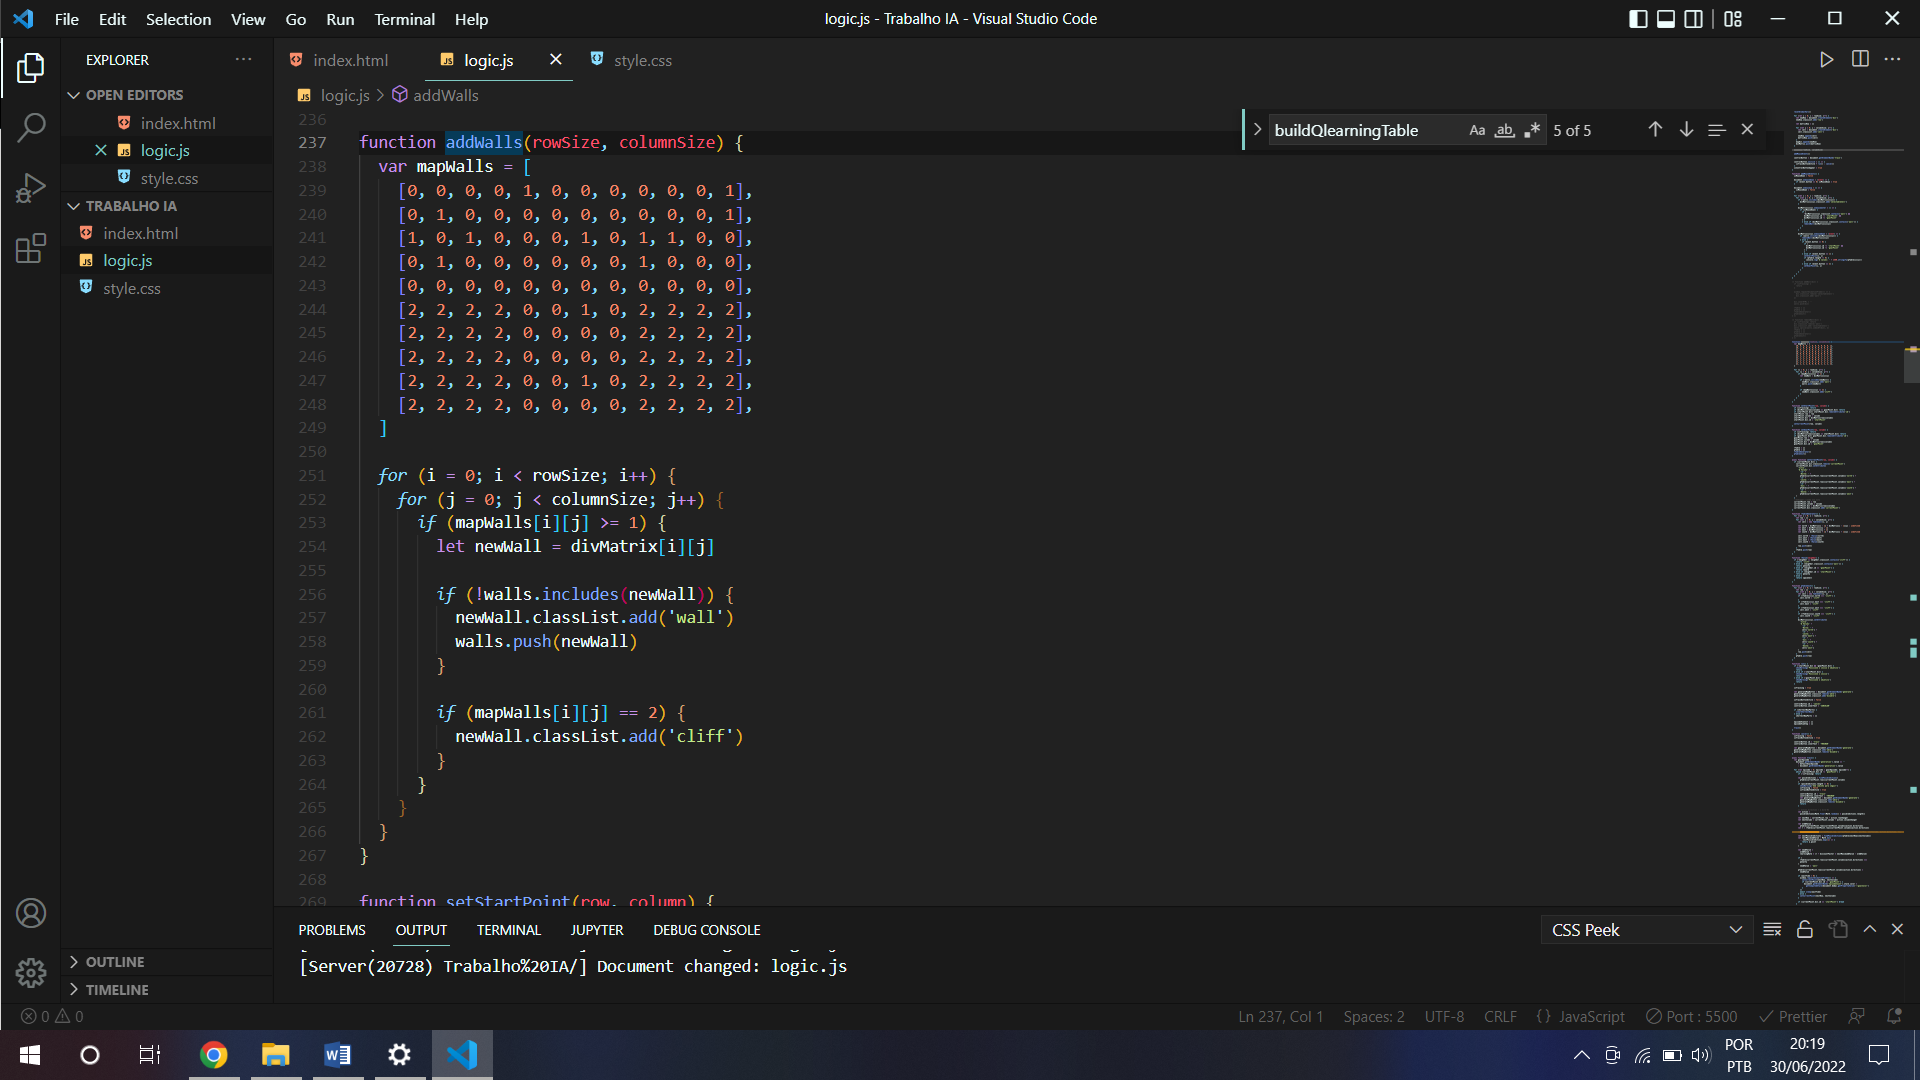 File Edit Selection View Go Run Terminal Help
logic.js - Trabalho IA - Visual Studio Code
EXPLORER
OPEN EDITORS
index.html
logic.js
style.css
TRABALHO IA
index.html
logic.js
style.css
OUTLINE
TIMELINE
index.html logic.js style.css
logic.js > addWalls
buildQlearningTable Aa ab 5 of 5
236
237 function addWalls(rowSize, columnSize) {
238 var mapWalls = [
239 [0, 0, 0, 0, 1, 0, 0, 0, 0, 0, 0, 1],
240 [0, 1, 0, 0, 0, 0, 0, 0, 0, 0, 0, 1],
241 [1, 0, 1, 0, 0, 0, 1, 0, 1, 1, 0, 0],
242 [0, 1, 0, 0, 0, 0, 0, 0, 1, 0, 0, 0],
243 [0, 0, 0, 0, 0, 0, 0, 0, 0, 0, 0, 0],
244 [2, 2, 2, 2, 0, 0, 1, 0, 2, 2, 2, 2],
245 [2, 2, 2, 2, 0, 0, 0, 0, 2, 2, 2, 2],
246 [2, 2, 2, 2, 0, 0, 0, 0, 2, 2, 2, 2],
247 [2, 2, 2, 2, 0, 0, 1, 0, 2, 2, 2, 2],
248 [2, 2, 2, 2, 0, 0, 0, 0, 2, 2, 2, 2],
249 ]
250
251 for (i = 0; i < rowSize; i++) {
252 for (j = 0; j < columnSize; j++) {
253 if (mapWalls[i][j] >= 1) {
254 let newWall = divMatrix[i][j]
255
256 if (!walls.includes(newWall)) {
257 newWall.classList.add('wall')
258 walls.push(newWall)
259 }
260
261 if (mapWalls[i][j] == 2) {
262 newWall.classList.add('cliff')
263 }
264 }
265 }
266 }
267 }
268
269 function setStartPoint(row, column) {
PROBLEMS OUTPUT TERMINAL JUPYTER DEBUG CONSOLE
CSS Peek
[Server(20728) Trabalho%20IA/] Document changed: logic.js
0 0
Ln 237, Col 1 Spaces: 2 UTF-8 CRLF {} JavaScript Port : 5500 Prettier
POR
PTB
20:19
30/06/2022